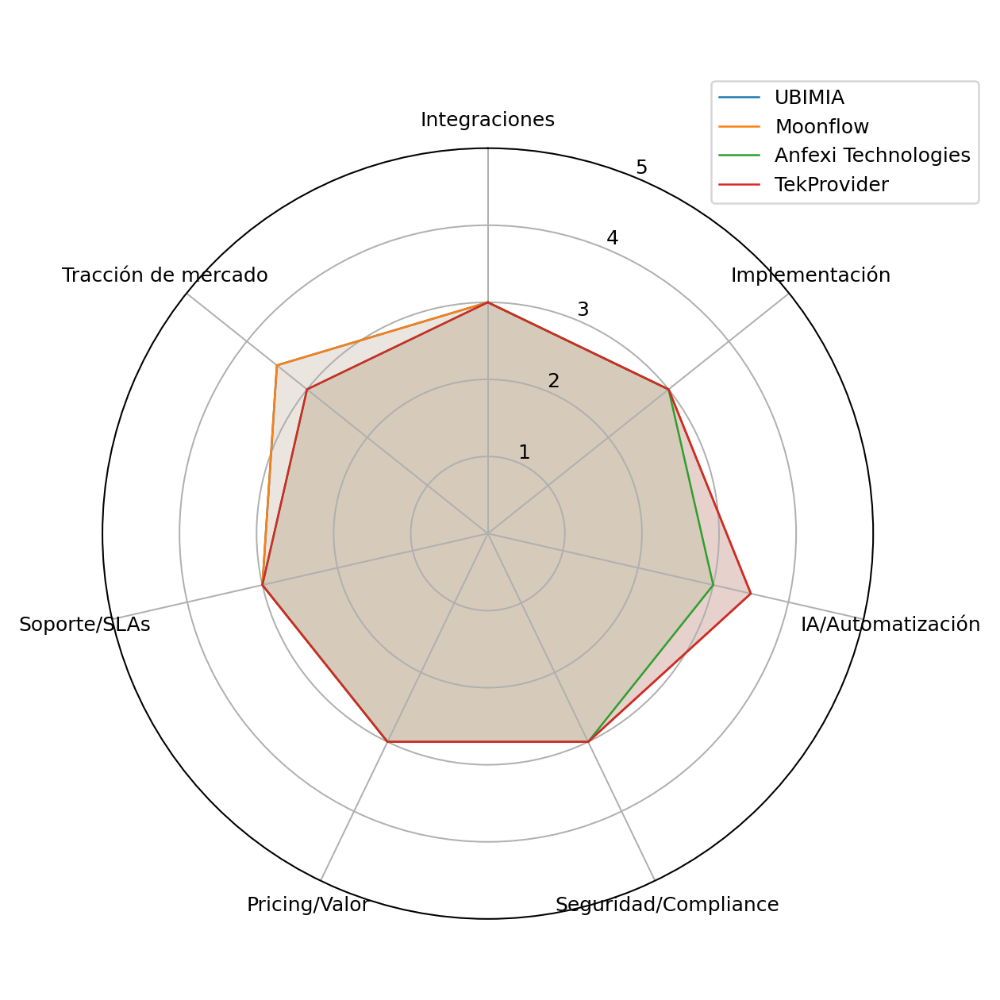 UBIMIA
Moonflow
Anfexi Technologies
TekProvider
Integraciones
5
4
Tracción de mercado
Implementación
3
2
1
Soporte/SLAs
IA/Automatización
Pricing/Valor
Seguridad/Compliance